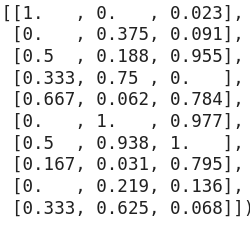 [[1.   , 0.   , 0.023],
 [0.   , 0.375, 0.091],
 [0.5  , 0.188, 0.955],
 [0.333, 0.75 , 0.   ],
 [0.667, 0.062, 0.784],
 [0.   , 1.   , 0.977],
 [0.5  , 0.938, 1.   ],
 [0.167, 0.031, 0.795],
 [0.   , 0.219, 0.136],
 [0.333, 0.625, 0.068]])